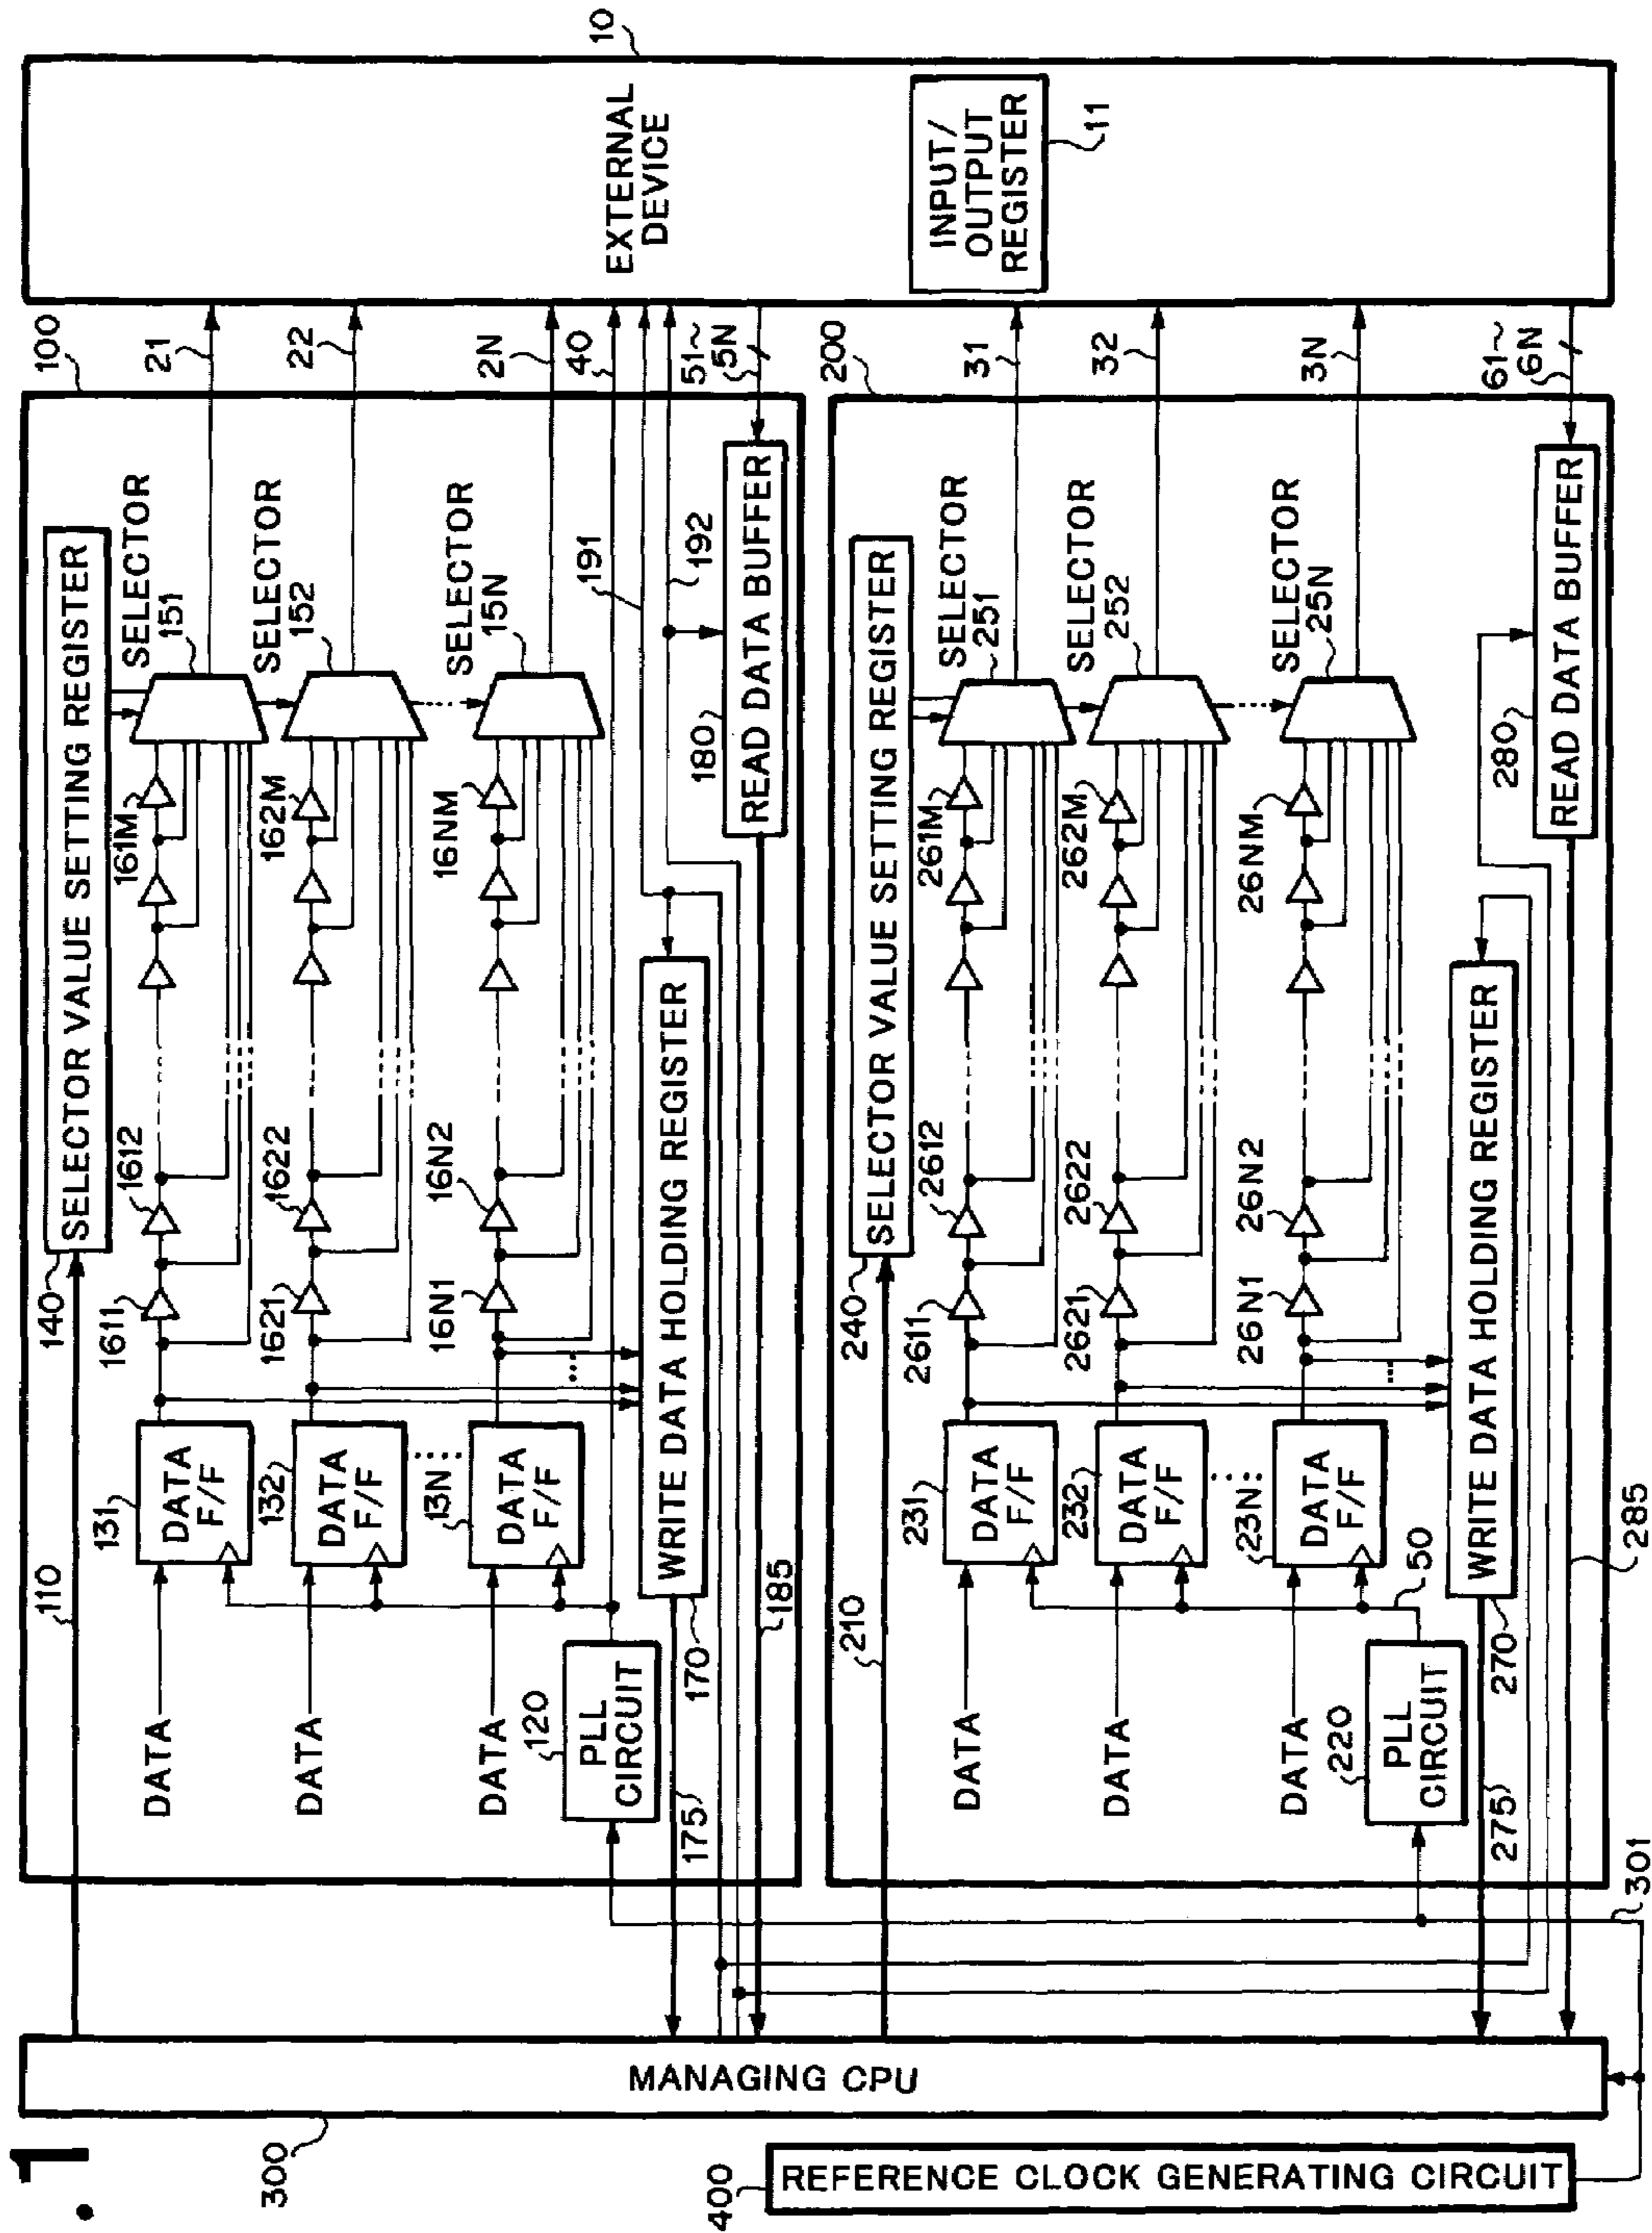 .1
10
EXTERNAL
DEVICE
INPUT/
OUTPUT
REGISTER
11
100
21
22
2N
40
51~
5N
200
31
32
3N
61~
6N
140
SELECTOR VALUE SETTING REGISTER
SELECTOR
151
SELECTOR
152
SELECTOR
15N
191
192
1611
1612
161M
1621
1622
162M
16N1
16N2
16NM
180
READ DATA BUFFER
WRITE DATA HOLDING REGISTER
170
175
185
110
131
DATA
F/F
132
DATA
F/F
13N
DATA
F/F
DATA
DATA
DATA
120
PLL
CIRCUIT
240
SELECTOR VALUE SETTING REGISTER
SELECTOR
251
SELECTOR
252
SELECTOR
25N
2611
2612
261M
2621
2622
262M
26N1
26N2
26NM
280
READ DATA BUFFER
WRITE DATA HOLDING REGISTER
270
275
285
210
231
DATA
F/F
232
DATA
F/F
23N
DATA
F/F
50
DATA
DATA
DATA
220
PLL
CIRCUIT
301
MANAGING CPU
300
400
REFERENCE CLOCK GENERATING CIRCUIT